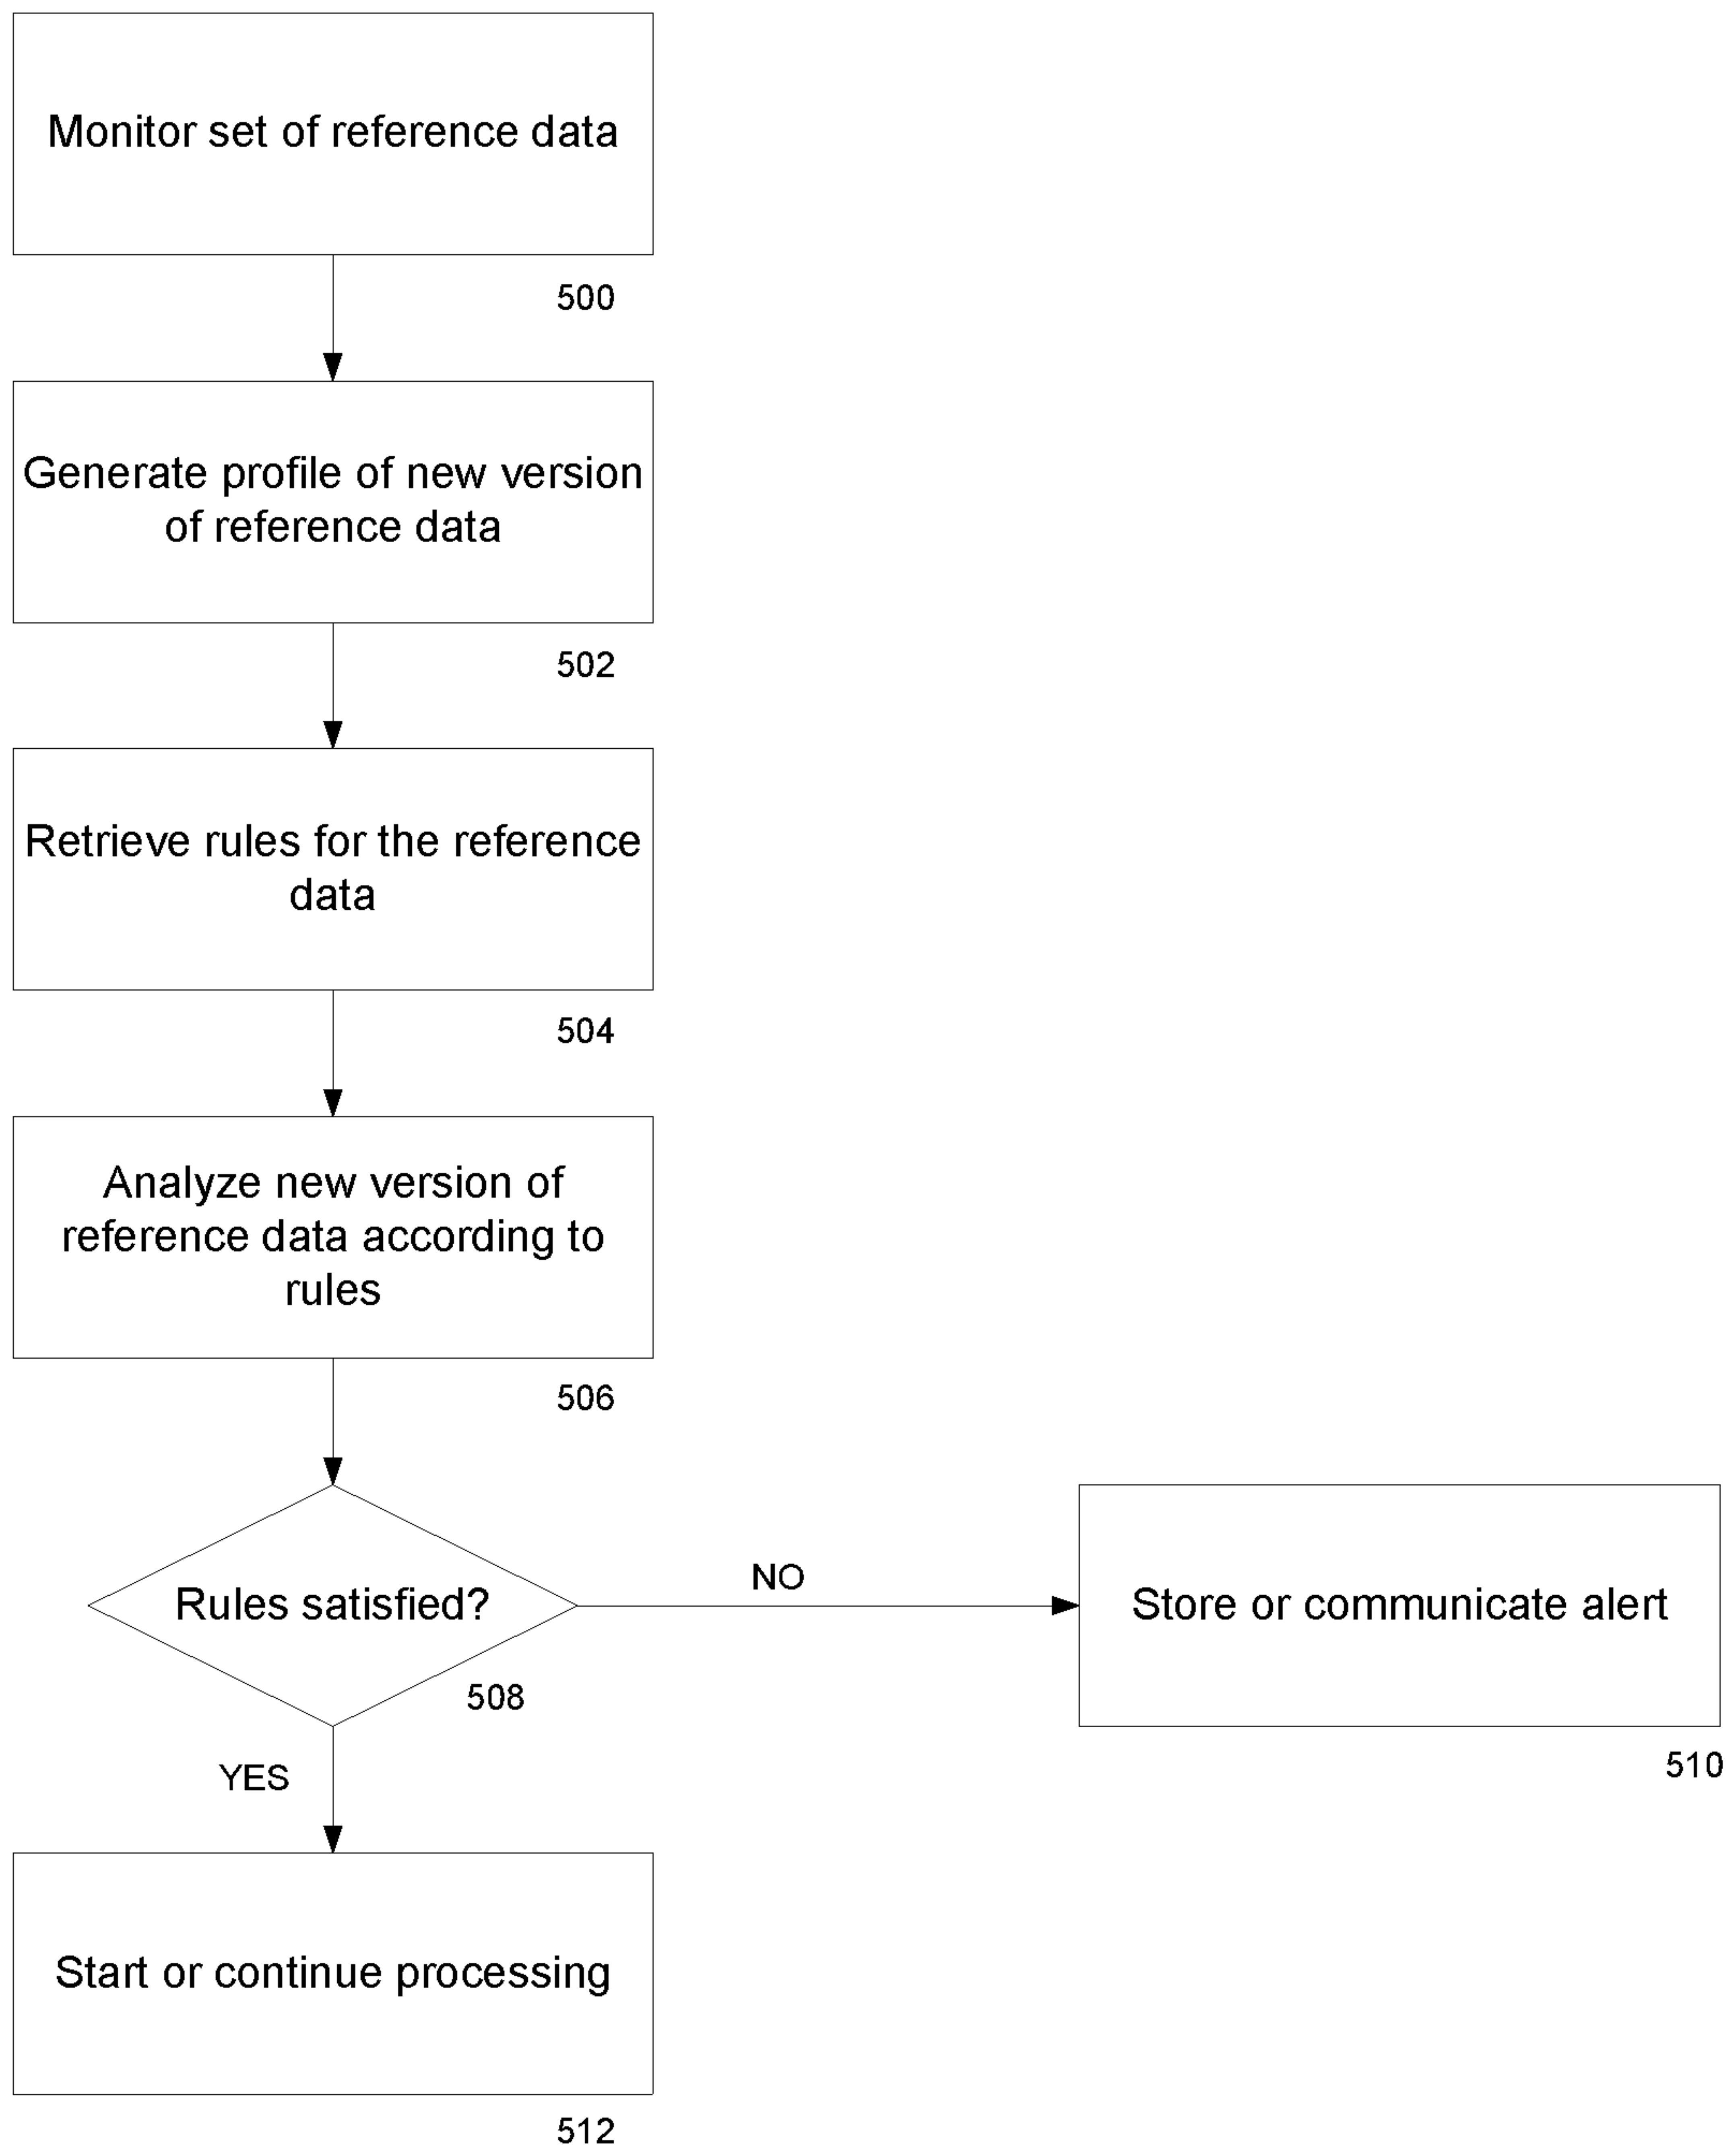 Monitor set of reference data
500
Generate profile of new version
of reference data
502
Retrieve rules for the reference
data
504
Analyze new version of
reference data according to
rules
506
Rules satisfied?
508
NO
Store or communicate alert
510
YES
Start or continue processing
512